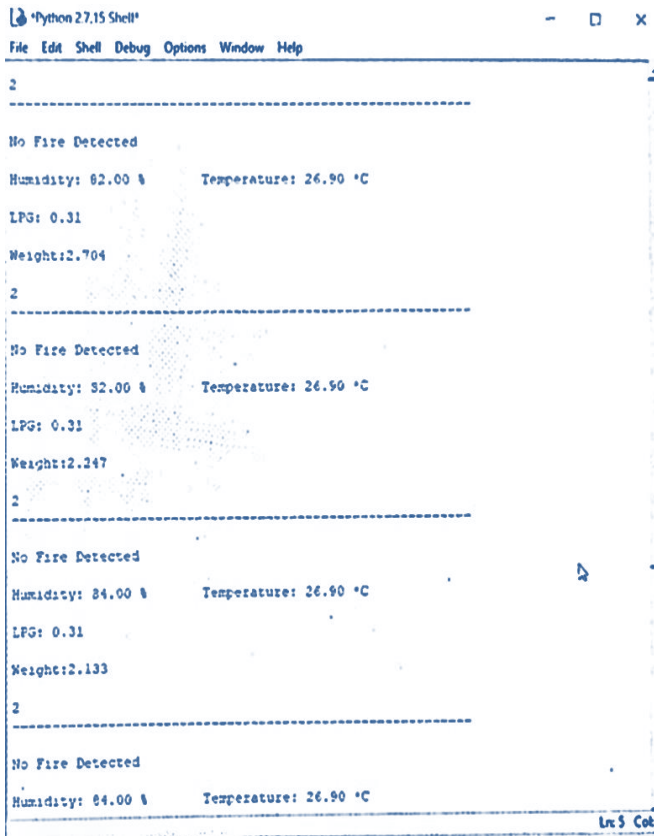 *Python 2.7.15 Shell*
File Edit Shell Debug Options Window Help
2
----------------------------------------------------------------
No Fire Detected
Humidity: 82.00 % Temperature: 26.90 °C
LPG: 0.31
Weight:2.704
2
----------------------------------------------------------------
No Fire Detected
Humidity: 82.00 % Temperature: 26.90 °C
LPG: 0.31
Weight:2.247
2
----------------------------------------------------------------
No Fire Detected
Humidity: 84.00 % Temperature: 26.90 °C
LPG: 0.31
Weight:2.133
2
----------------------------------------------------------------
No Fire Detected
Humidity: 84.00 % Temperature: 26.90 °C
Ln: 5 Col